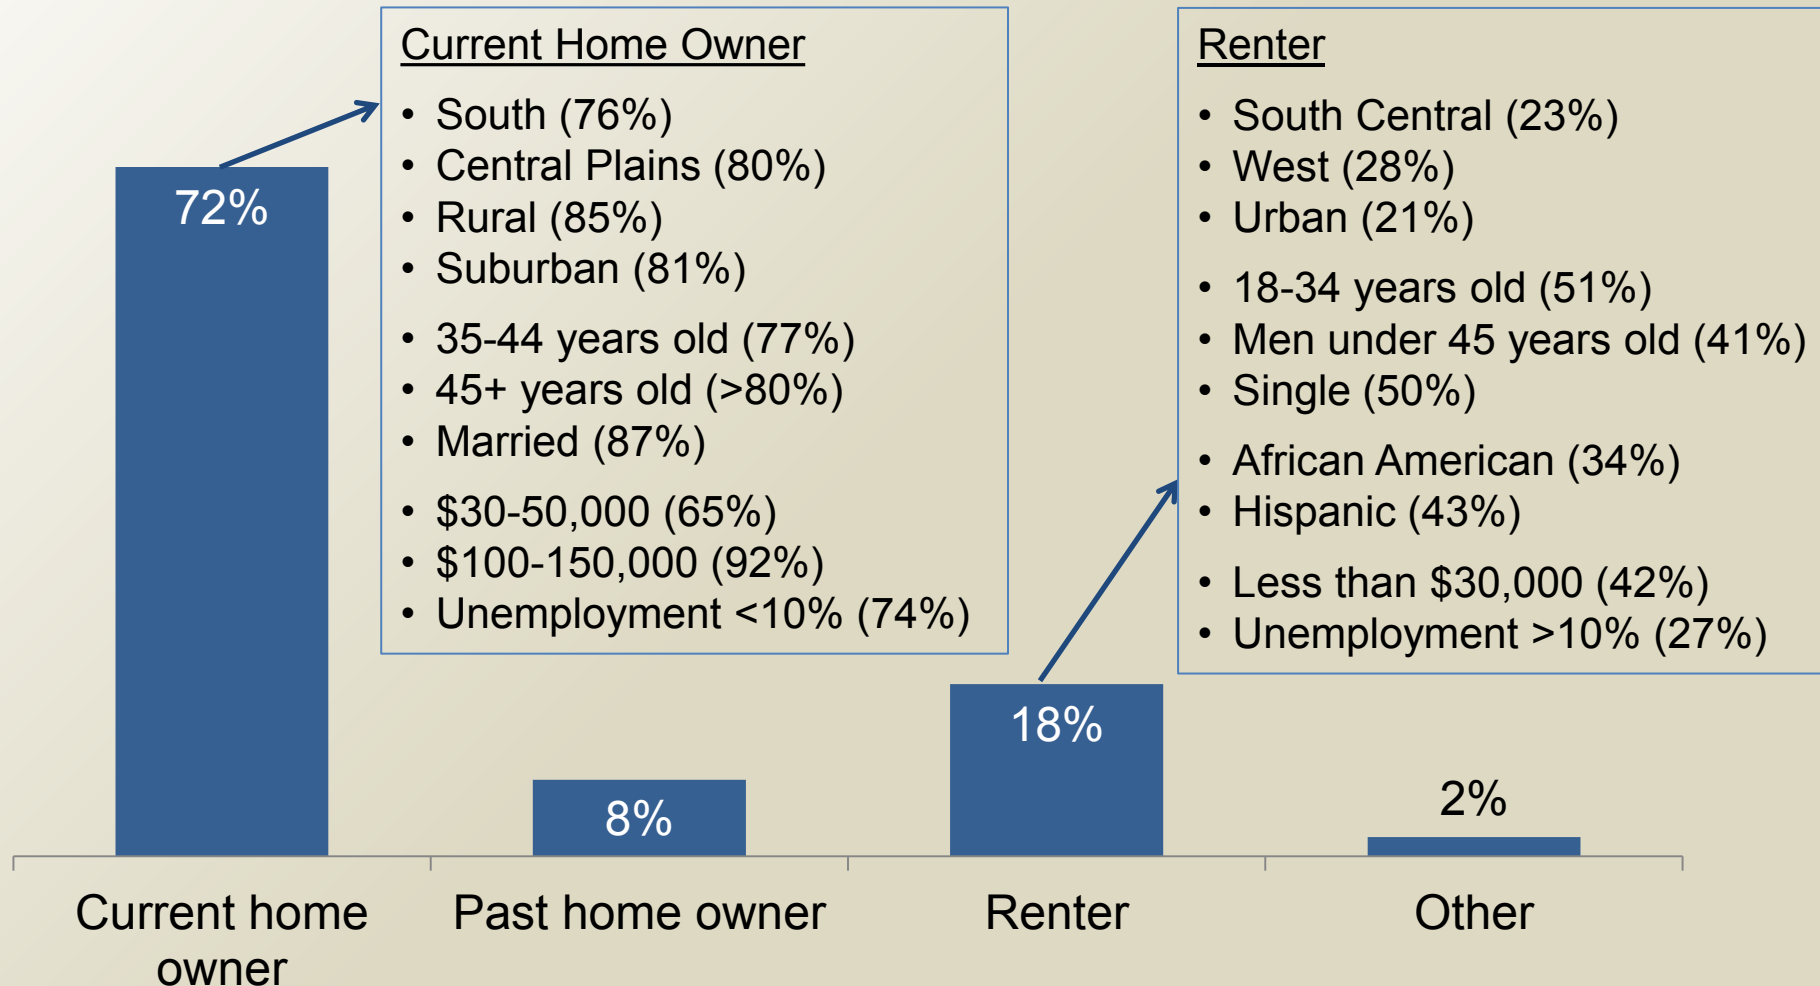 Current Home Owner
• South (76%)
• Central Plains (80%)
• Rural (85%)
• Suburban (81%)
• 35-44 years old (77%)
• 45+ years old (>80%)
• Married (87%)
• $30-50,000 (65%)
• $100-150,000 (92%)
• Unemployment <10% (74%)
Renter
• South Central (23%)
• West (28%)
• Urban (21%)
• 18-34 years old (51%)
• Men under 45 years old (41%)
• Single (50%)
• African American (34%)
• Hispanic (43%)
• Less than $30,000 (42%)
• Unemployment >10% (27%)
72%
8%
18%
2%
Current home
owner
Past home owner
Renter
Other